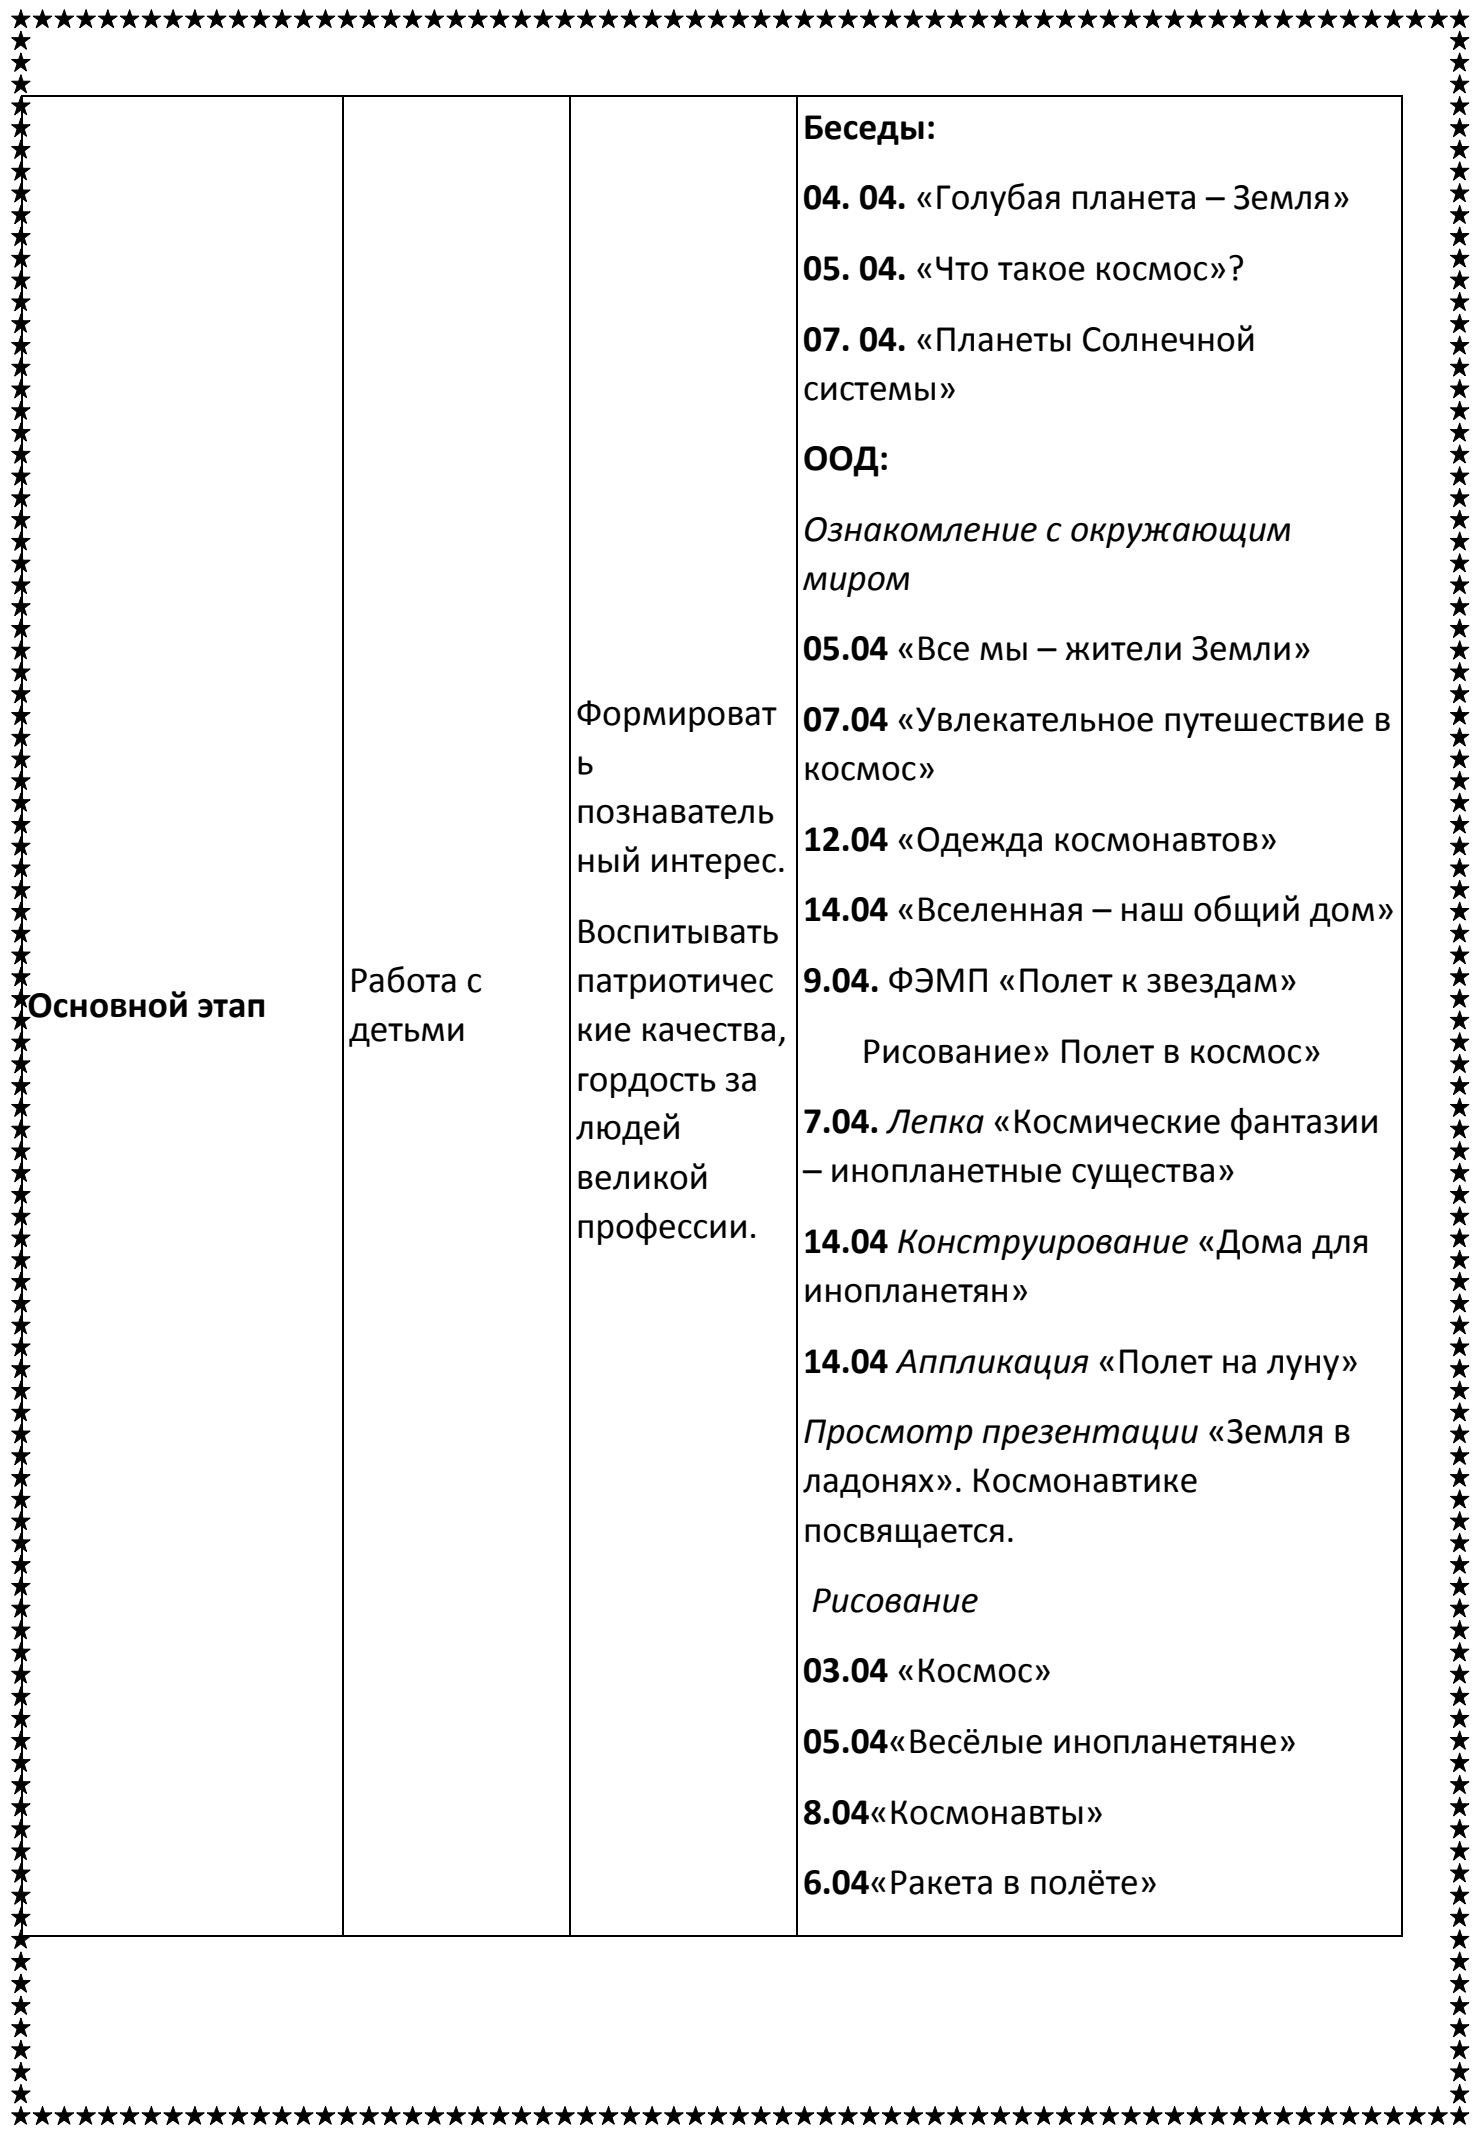 Основной этап
Работа с
детьми
Формироват
ь
познаватель
ный интерес.
Воспитывать
патриотичес
кие качества,
гордость за
людей
великой
профессии.
Беседы:
04. 04. «Голубая планета – Земля»
05. 04. «Что такое космос»?
07. 04. «Планеты Солнечной
системы»
ООД:
Ознакомление с окружающим
миром
05.04 «Все мы – жители Земли»
07.04 «Увлекательное путешествие в
космос»
12.04 «Одежда космонавтов»
14.04 «Вселенная – наш общий дом»
9.04. ФЭМП «Полет к звездам»
Рисование» Полет в космос»
7.04. Лепка «Космические фантазии
– инопланетные существа»
14.04 Конструирование «Дома для
инопланетян»
14.04 Аппликация «Полет на луну»
Просмотр презентации «Земля в
ладонях». Космонавтике
посвящается.
Рисование
03.04 «Космос»
05.04«Весёлые инопланетяне»
8.04«Космонавты»
6.04«Ракета в полёте»